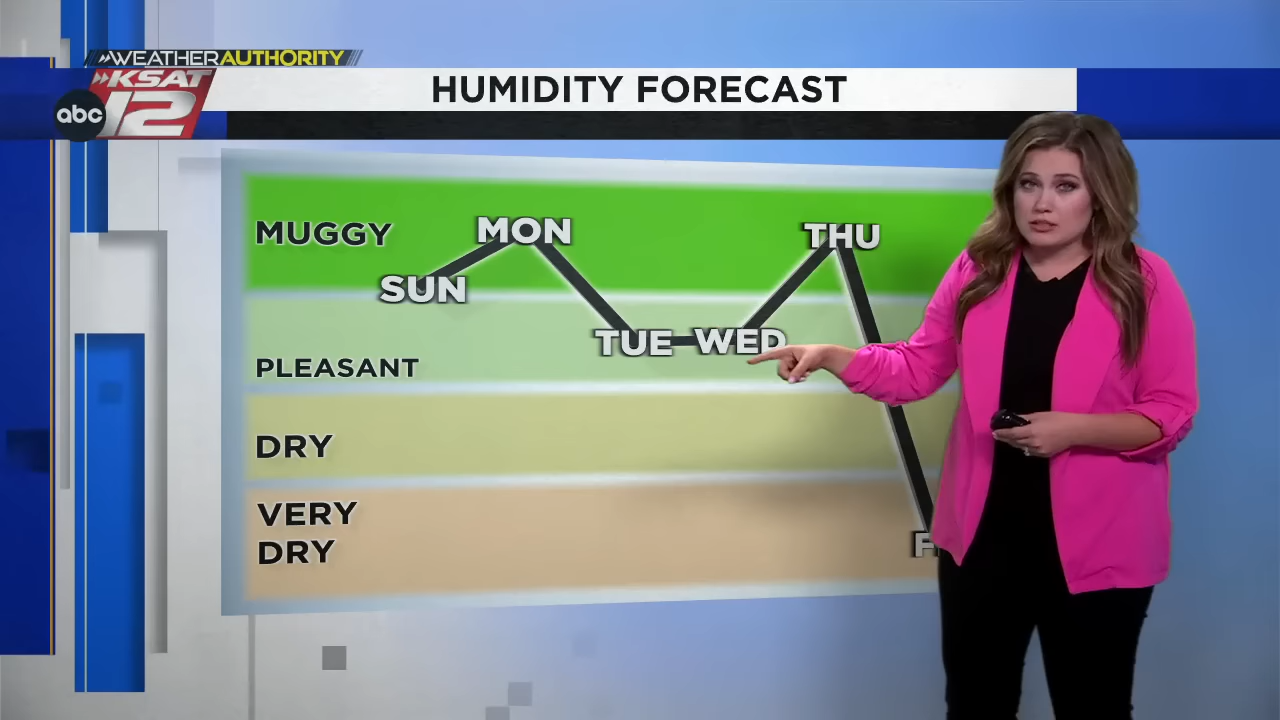 WEATHERAUTHORITY
KSAT
abc 12
HUMIDITY FORECAST
MUGGY
MON
THU
SUN
TUE
WED
PLEASANT
DRY
VERY
DRY